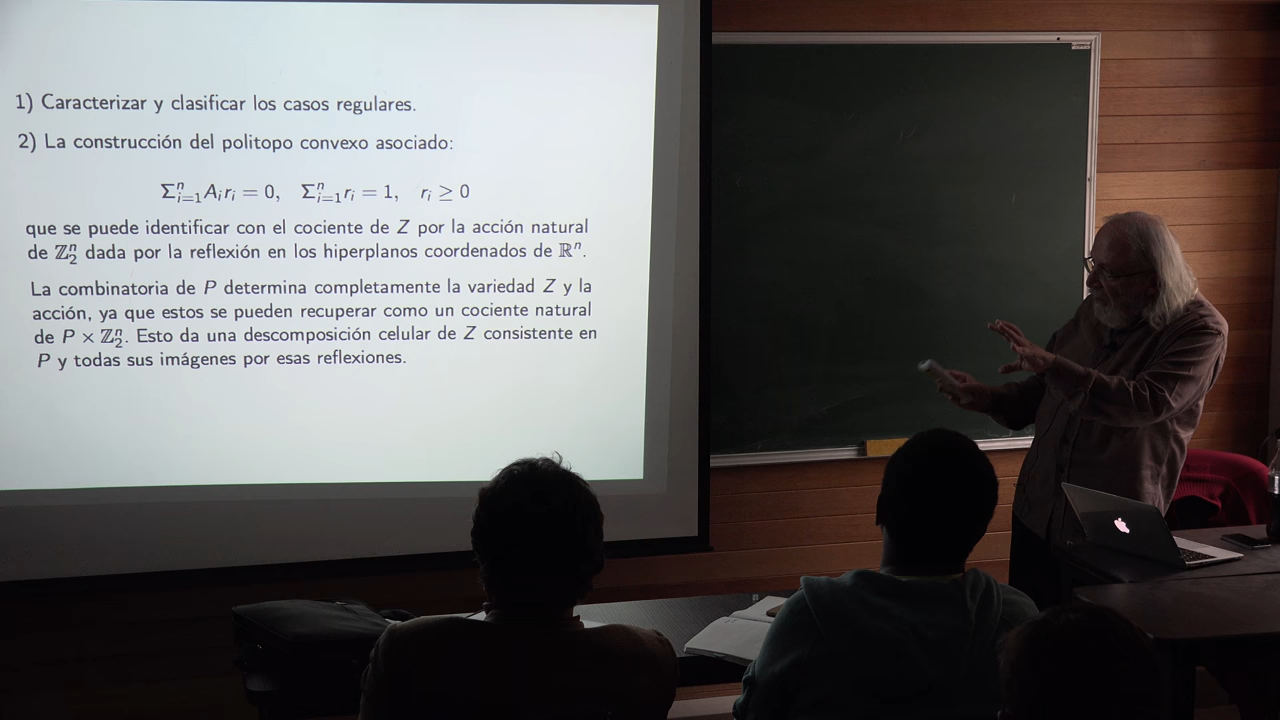 1) Caracterizar y clasificar los casos regulares.
2) La construcción del politopo convexo asociado:
Σⁿᵢ₌₁Aᵢrᵢ = 0, Σⁿᵢ₌₁rᵢ = 1, rᵢ ≥ 0
que se puede identificar con el cociente de Z por la acción natural
de ℤ₂ⁿ dada por la reflexión en los hiperplanos coordenados de ℝⁿ.
La combinatoria de P determina completamente la variedad Z y la
acción, ya que estos se pueden recuperar como un cociente natural
de P × ℤ₂ⁿ. Esto da una descomposición celular de Z consistente en
P y todas sus imágenes por esas reflexiones.